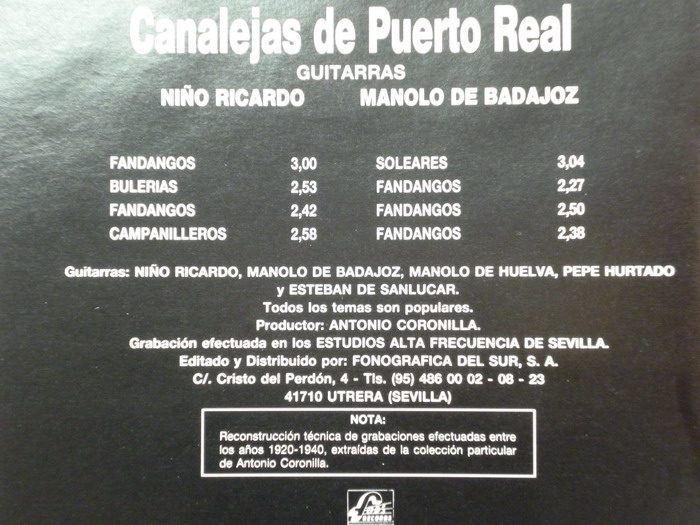 Canalejas de Puerto Real
GUITARRAS
NIÑO RICARDO MANOLO DE BADAJOZ
FANDANGOS 3,00 SOLEARES 3,04
BULERIAS 2,53 FANDANGOS 2,27
FANDANGOS 2,42 FANDANGOS 2,50
CAMPANILLEROS 2,58 FANDANGOS 2,38
Guitarras: NIÑO RICARDO, MANOLO DE BADAJOZ, MANOLO DE HUELVA, PEPE HURTADO
y ESTEBAN DE SANLUCAR.
Todos los temas son populares.
Productor: ANTONIO CORONILLA.
Grabación efectuada en los ESTUDIOS ALTA FRECUENCIA DE SEVILLA.
Editado y Distribuido por: FONOGRAFICA DEL SUR, S. A.
C/. Cristo del Perdón, 4 - Tls. (95) 486 00 02 - 08 - 23
41710 UTRERA (SEVILLA)
NOTA:
Reconstrucción técnica de grabaciones efectuadas entre
los años 1920-1940, extraídas de la colección particular
de Antonio Coronilla.
RECORDS